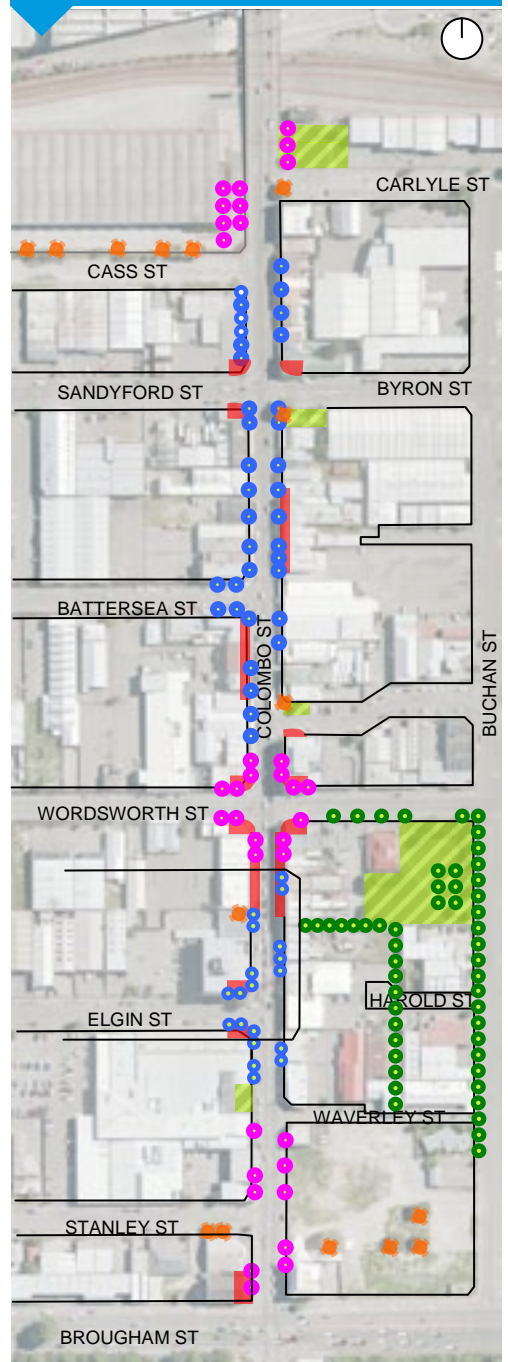 CARLYLE ST
CASS ST
BYRON ST
SANDYFORD ST
BATTERSEA ST
COLOMBO ST
BUCHAN ST
WORDSWORTH ST
HAROLD ST
ELGIN ST
WAVERLEY ST
STANLEY ST
BROUGHAM ST